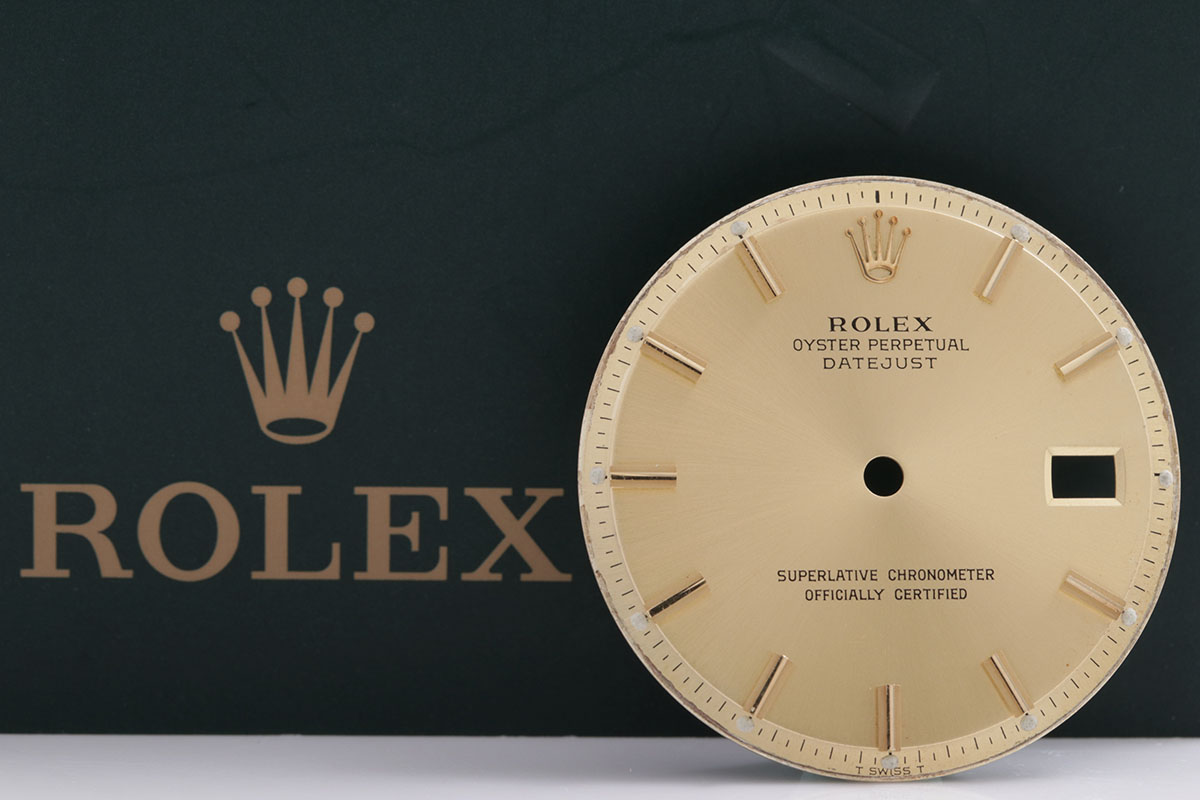 ROLEX
ROLEX
OYSTER PERPETUAL
DATEJUST
SUPERLATIVE CHRONOMETER
OFFICIALLY CERTIFIED
T SWISS T